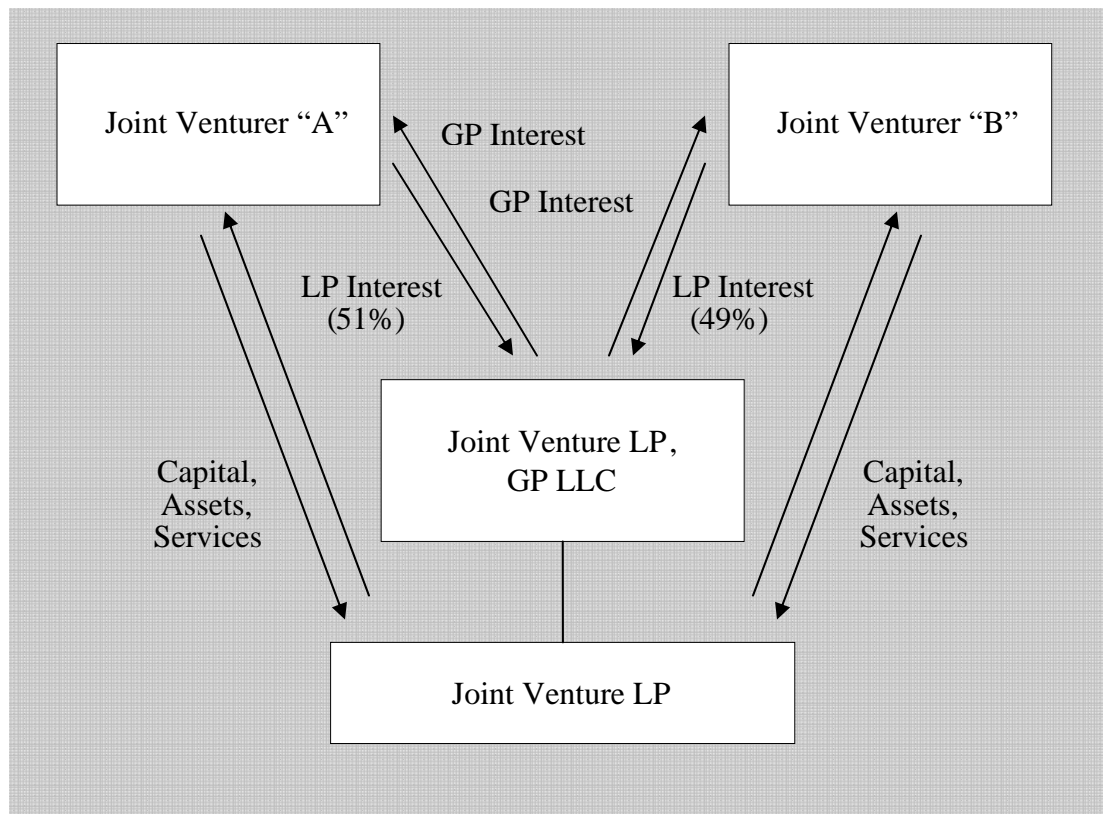 Joint Venturer “A”
Joint Venturer “B”
GP Interest
GP Interest
LP Interest
(51%)
LP Interest
(49%)
Joint Venture LP,
GP LLC
Capital,
Assets,
Services
Capital,
Assets,
Services
Joint Venture LP